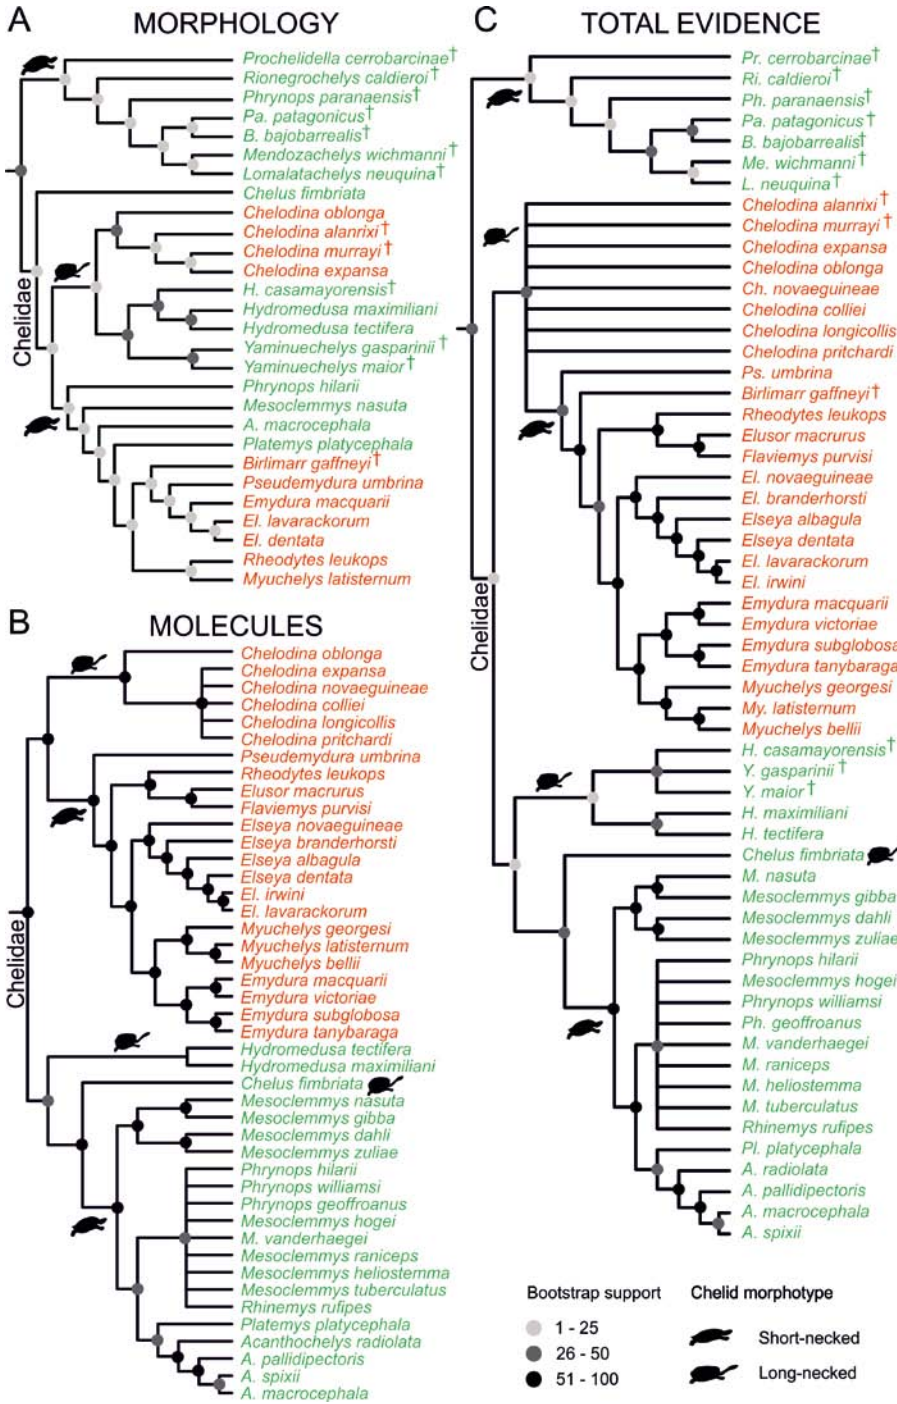 A MORPHOLOGY
Prochelidella cerrobarcinae †
Rionegrochelys caldieroi †
Phrynops paranaensis †
Pa. patagonicus †
B. bajobarrealis †
Mendozachelys wichmanni †
Lomalatachelys neuquina †
Chelus fimbriata
Chelodina oblonga
Chelodina alanrixi †
Chelodina murrayi †
Chelodina expansa
H. casamayorensis †
Hydromedusa maximiliani
Hydromedusa tectifera
Yaminuechelys gasparinii †
Yaminuechelys maior †
Phrynops hilarii
Mesoclemmys nasuta
A. macrocephala
Platemys platycephala
Birlimarr gaffneyi †
Pseudemydura umbrina
Emydura macquarii
El. lavarackorum
El. dentata
Rheodytes leukops
Myuchelys latisternum
Chelidae
B MOLECULES
Chelodina oblonga
Chelodina expansa
Chelodina novaeguineae
Chelodina colliei
Chelodina longicollis
Chelodina pritchardi
Pseudemydura umbrina
Rheodytes leukops
Elusor macrurus
Flaviemys purvisi
Elseya novaeguineae
Elseya branderhorsti
Elseya albagula
Elseya dentata
El. irwini
El. lavarackorum
Myuchelys georgesi
Myuchelys latisternum
Myuchelys bellii
Emydura macquarii
Emydura victoriae
Emydura subglobosa
Emydura tanybaraga
Hydromedusa tectifera
Hydromedusa maximiliani
Chelus fimbriata
Mesoclemmys nasuta
Mesoclemmys gibba
Mesoclemmys dahli
Mesoclemmys zuliae
Phrynops hilarii
Phrynops williamsi
Phrynops geoffroanus
Mesoclemmys hogei
M. vanderhaegei
Mesoclemmys raniceps
Mesoclemmys heliostemma
Mesoclemmys tuberculatus
Rhinemys rufipes
Platemys platycephala
Acanthochelys radiolata
A. pallidipectoris
A. spixii
A. macrocephala
Chelidae
C TOTAL EVIDENCE
Pr. cerrobarcinae †
Ri. caldieroi †
Ph. paranaensis †
Pa. patagonicus †
B. bajobarrealis †
Me. wichmanni †
L. neuquina †
Chelodina alanrixi †
Chelodina murrayi †
Chelodina expansa
Chelodina oblonga
Ch. novaeguineae
Chelodina colliei
Chelodina longicollis
Chelodina pritchardi
Ps. umbrina
Birlimarr gaffneyi †
Rheodytes leukops
Elusor macrurus
Flaviemys purvisi
El. novaeguineae
El. branderhorsti
Elseya albagula
Elseya dentata
El. lavarackorum
El. irwini
Emydura macquarii
Emydura victoriae
Emydura subglobosa
Emydura tanybaraga
Myuchelys georgesi
My. latisternum
Myuchelys bellii
H. casamayorensis †
Y. gasparinii †
Y. maior †
H. maximiliani
H. tectifera
Chelus fimbriata
M. nasuta
Mesoclemmys gibba
Mesoclemmys dahli
Mesoclemmys zuliae
Phrynops hilarii
Mesoclemmys hogei
Phrynops williamsi
Ph. geoffroanus
M. vanderhaegei
M. raniceps
M. heliostemma
M. tuberculatus
Rhinemys rufipes
Pl. platycephala
A. radiolata
A. pallidipectoris
A. macrocephala
A. spixii
Chelidae
Bootstrap support
1 - 25
26 - 50
51 - 100
Chelid morphotype
Short-necked
Long-necked